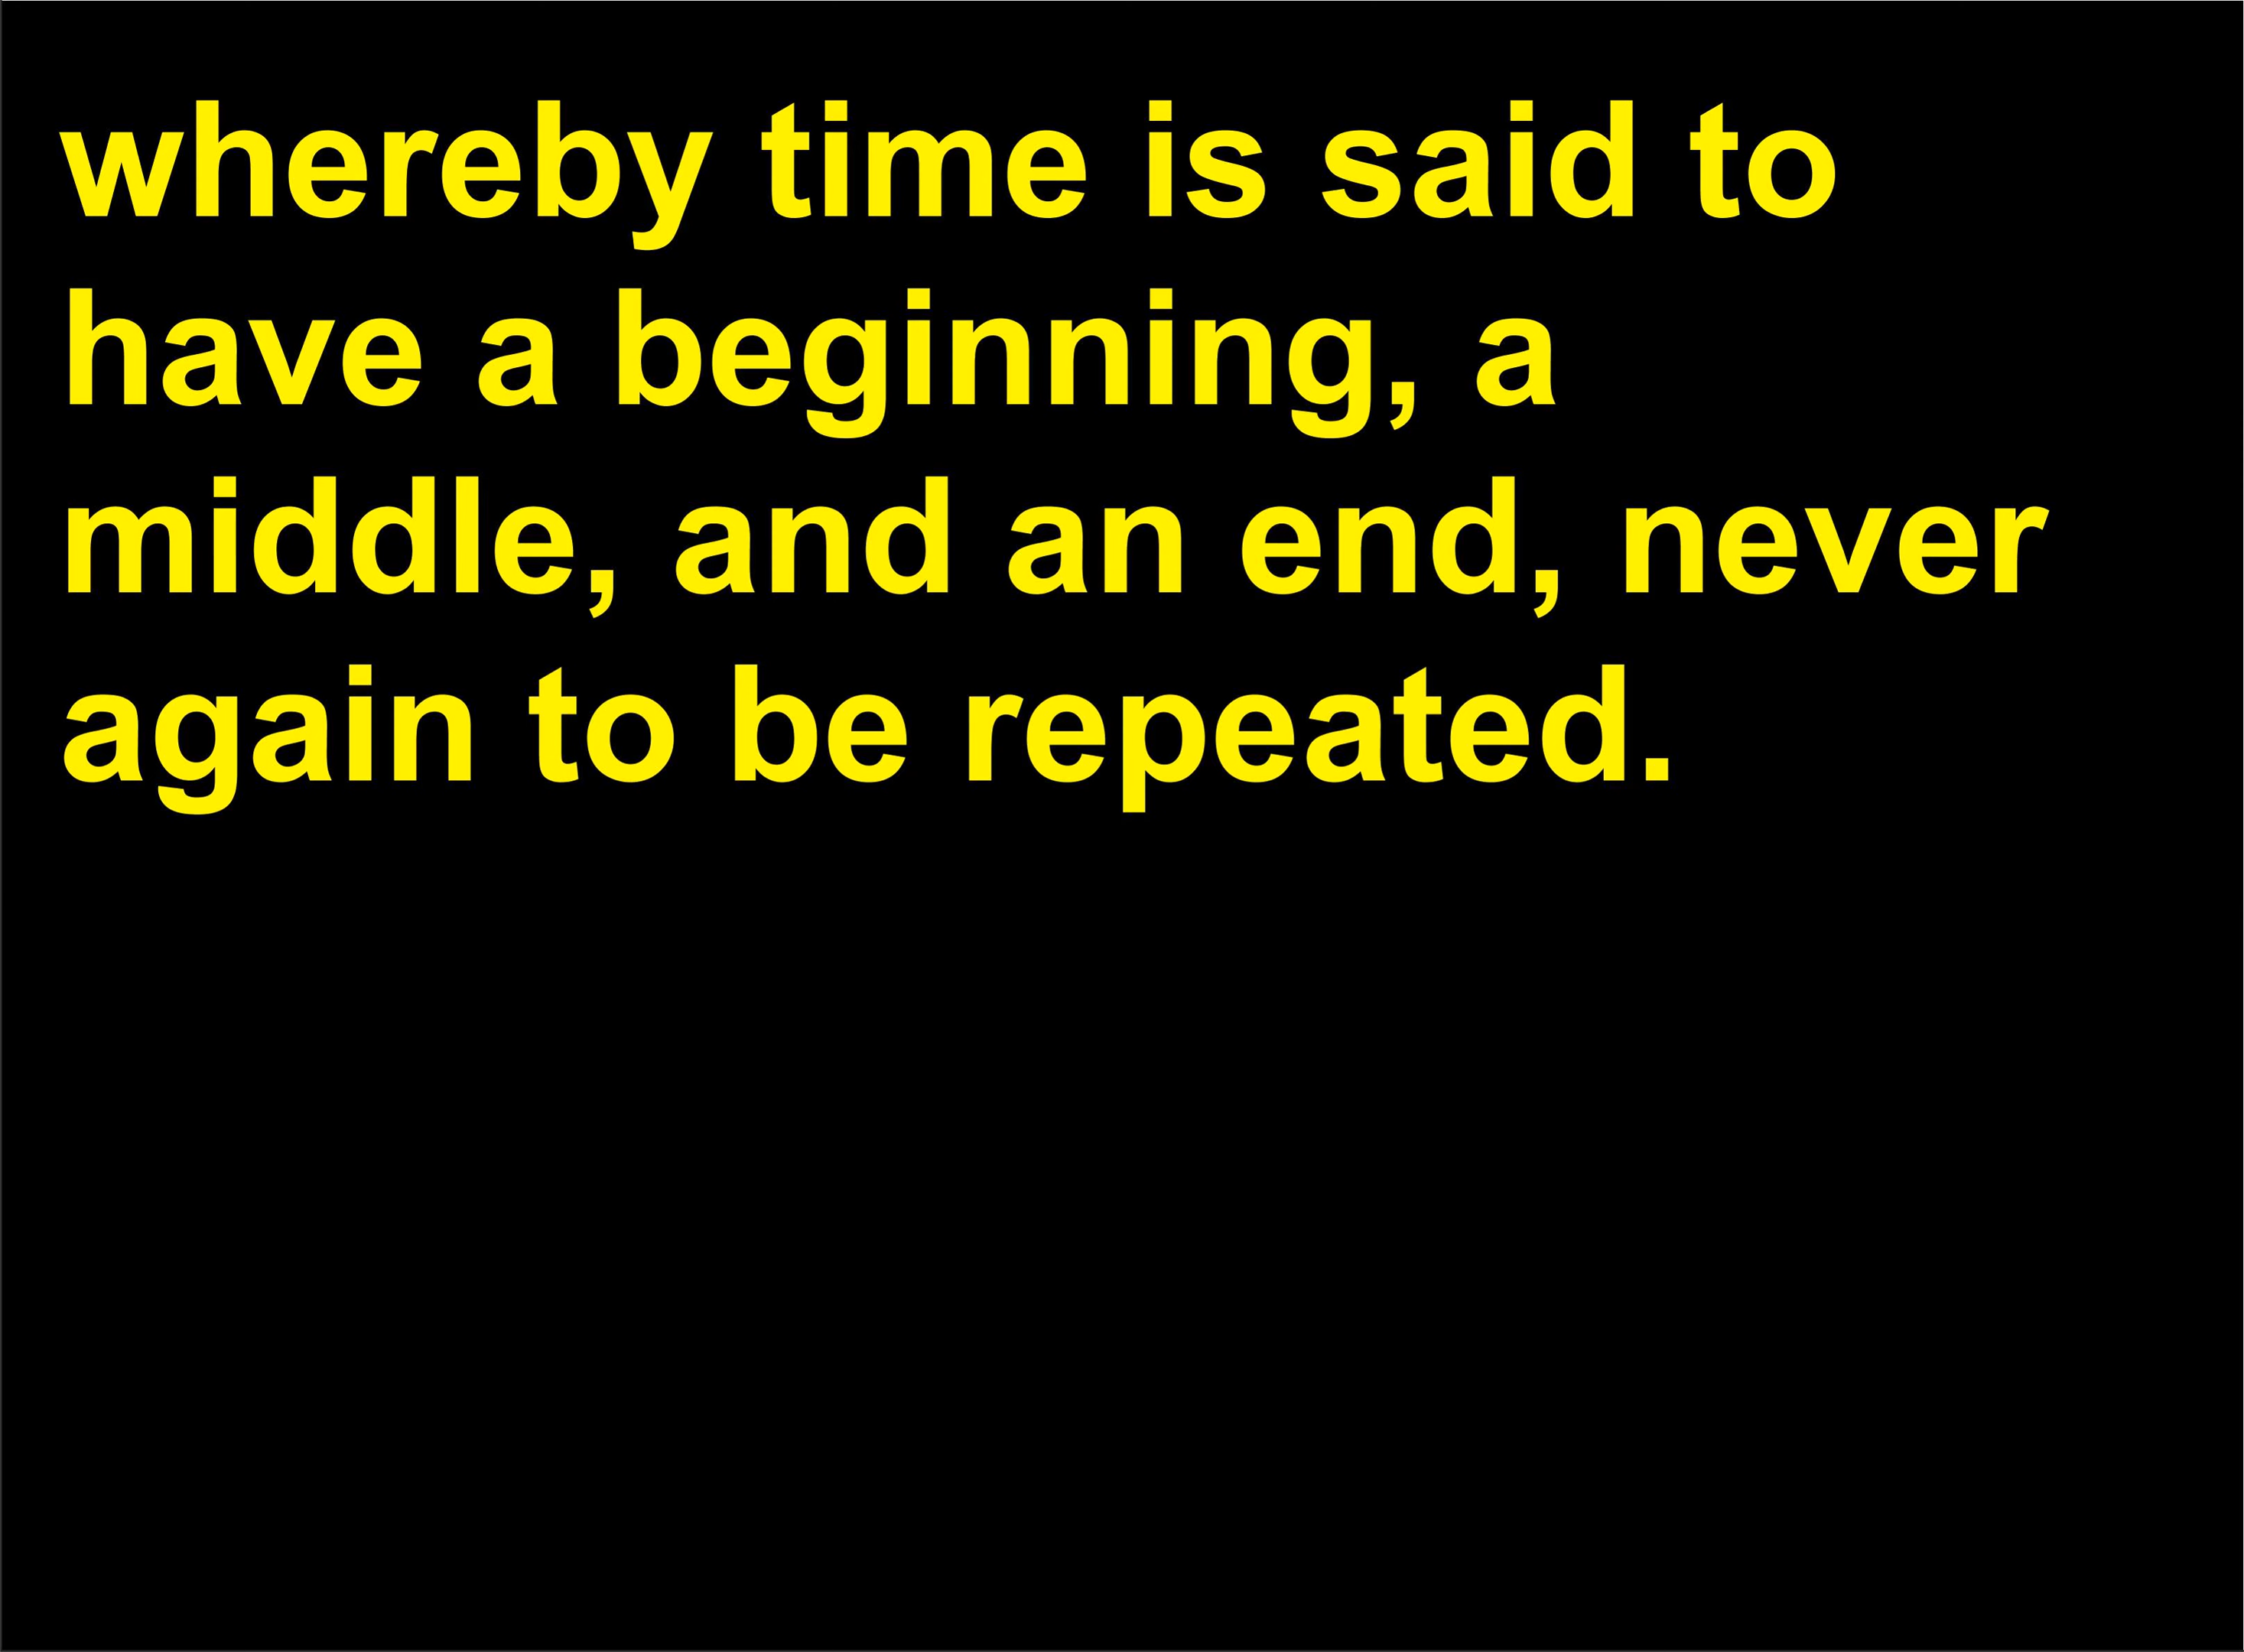 whereby time is said to
have a beginning, a
middle, and an end, never
again to be repeated.